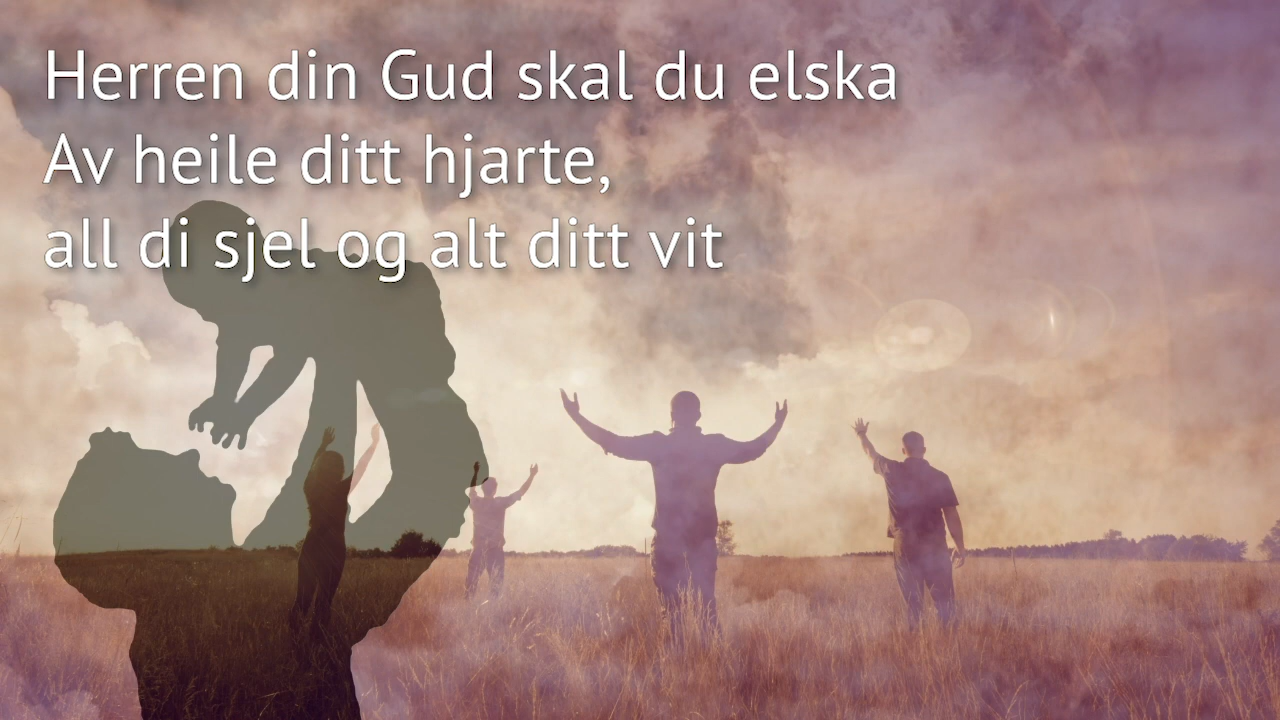 Herren din Gud skal du elska
Av heile ditt hjarte,
all di sjel og alt ditt vit